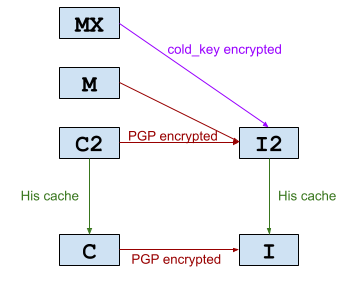 MX
cold_key encrypted
M
C2
PGP encrypted
I2
His cache
His cache
C
PGP encrypted
I